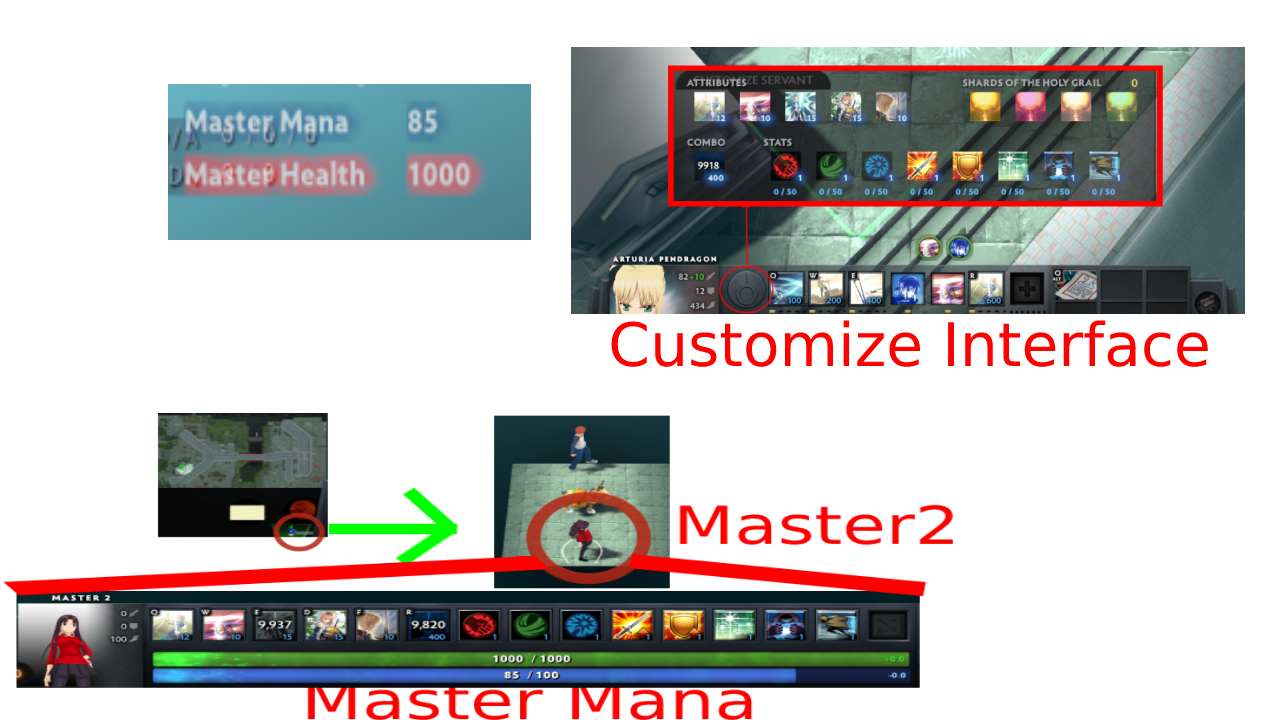 Master Mana 85
Master Health 1000
CUSTOMIZE SERVANT
ATTRIBUTES
SHARDS OF THE HOLY GRAIL 0
12 10 15 15 10
COMBO STATS
9918
400
1 1 1 1 1 1 1 1
0 / 50 0 / 50 0 / 50 0 / 50 0 / 50 0 / 50 0 / 50 0 / 50
ARTURIA PENDRAGON
82+10
12
434
Q W E R
100 200 400 600
Customize Interface
Master2
MASTER 2
0
0
100
Q W E D F R
9,937 9,820
12 10 15 15 10 400 1 1 1 1 1 1 1 1
1000 / 1000 +0.0
85 / 100 -0.0
Master Mana